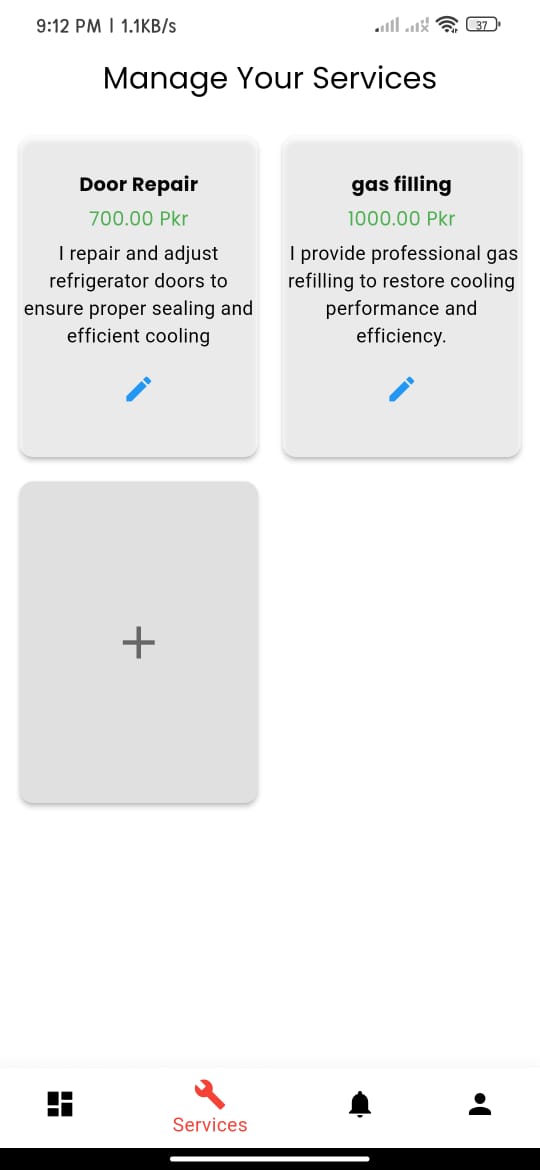 9:12 PM | 1.1KB/s
37
Manage Your Services
Door Repair
700.00 Pkr
I repair and adjust
refrigerator doors to
ensure proper sealing and
efficient cooling
gas filling
1000.00 Pkr
I provide professional gas
refilling to restore cooling
performance and
efficiency.
Services